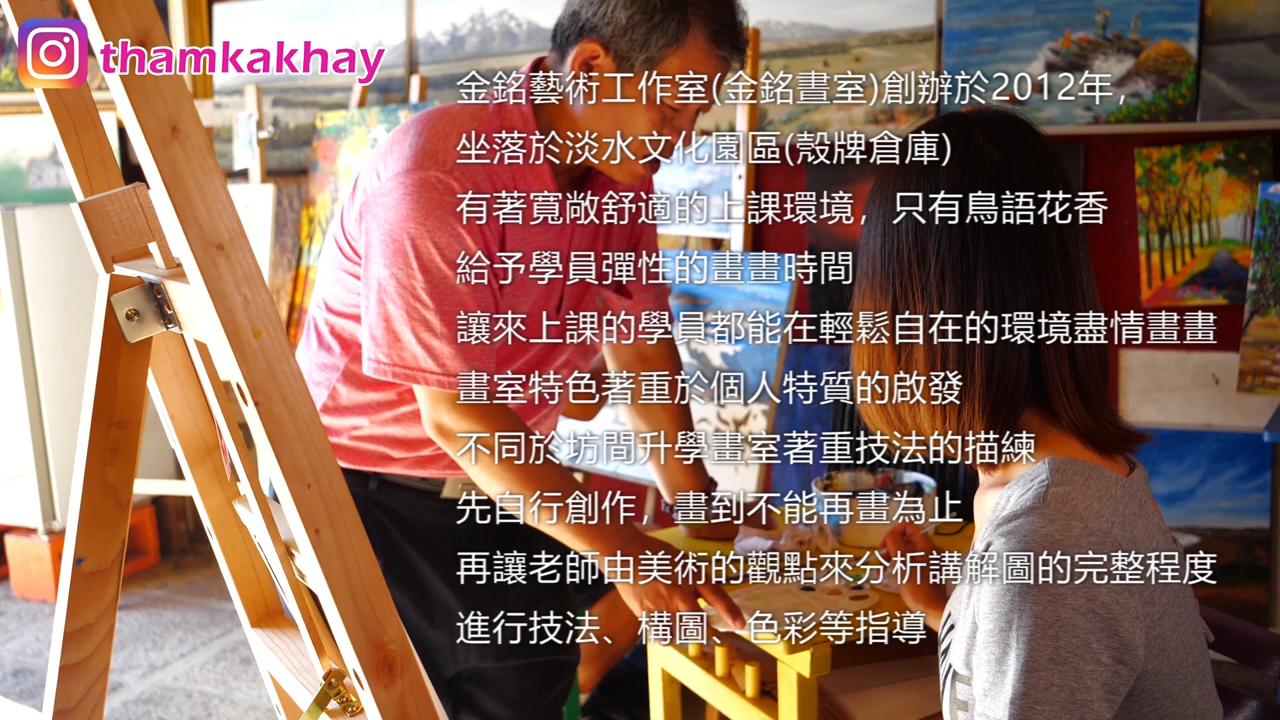 thamkakhay
金銘藝術工作室(金銘畫室)創辦於2012年，
坐落於淡水文化園區(殼牌倉庫)
有著寬敞舒適的上課環境，只有鳥語花香
給予學員彈性的畫畫時間
讓來上課的學員都能在輕鬆自在的環境盡情畫畫
畫室特色著重於個人特質的啟發
不同於坊間升學畫室著重技法的描練
先自行創作，畫到不能再畫為止
再讓老師由美術的觀點來分析講解圖的完整程度
進行技法、構圖、色彩等指導